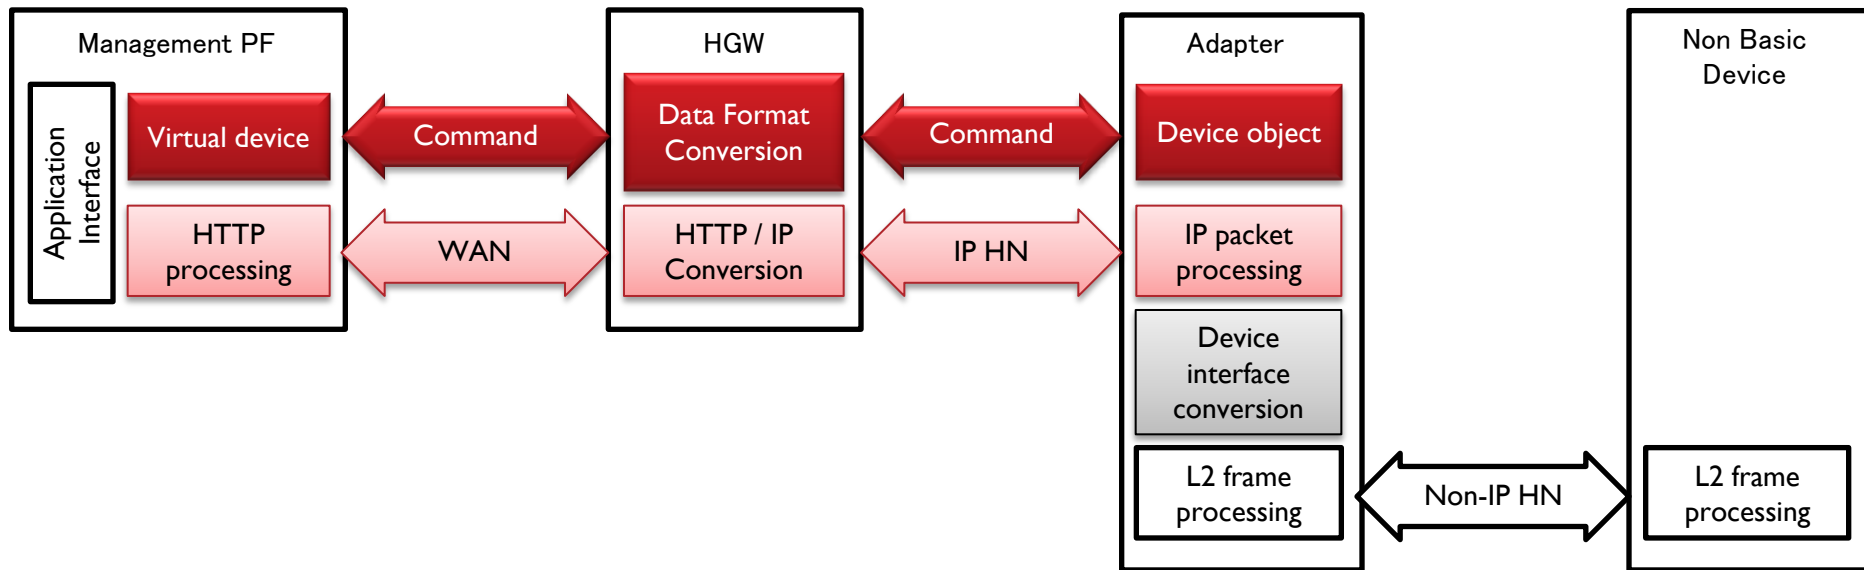 Management PF
Application
Interface
Virtual device
HTTP
processing
Command
WAN
HGW
Data Format
Conversion
HTTP / IP
Conversion
Command
IP HN
Adapter
Device object
IP packet
processing
Device
interface
conversion
L2 frame
processing
Non-IP HN
Non Basic
Device
L2 frame
processing